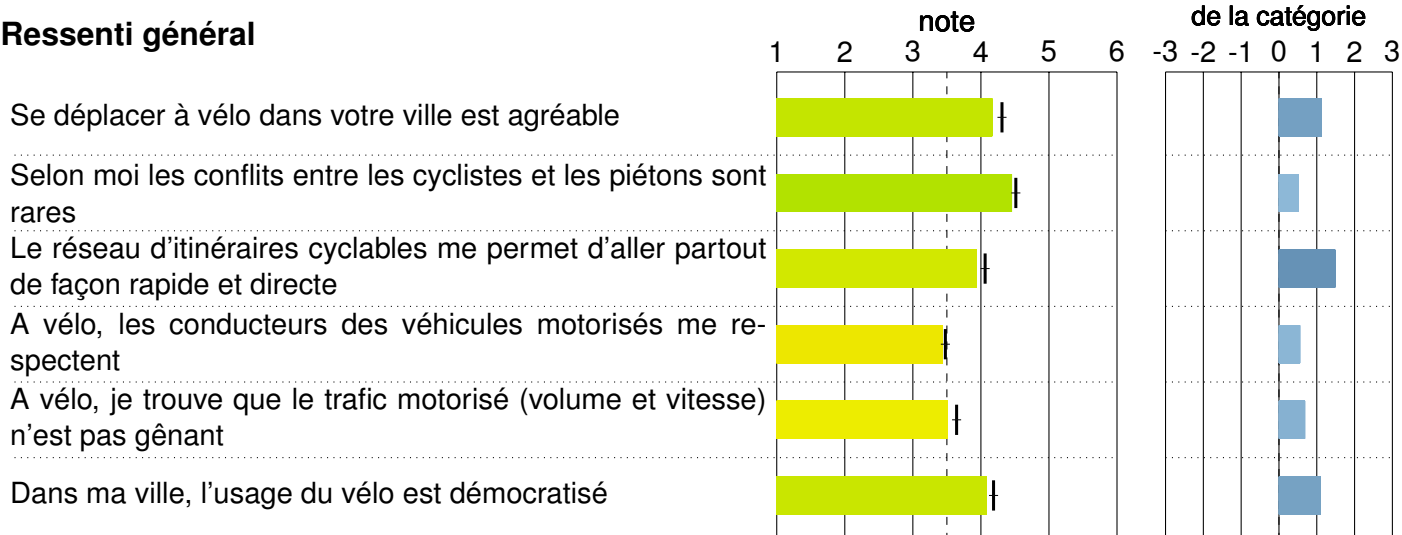 Ressenti général
note
de la catégorie
1 2 3 4 5 6
-3 -2 -1 0 1 2 3
Se déplacer à vélo dans votre ville est agréable
Selon moi les conflits entre les cyclistes et les piétons sont
rares
Le réseau d'itinéraires cyclables me permet d'aller partout
de façon rapide et directe
A vélo, les conducteurs des véhicules motorisés me re-
spectent
A vélo, je trouve que le trafic motorisé (volume et vitesse)
n'est pas gênant
Dans ma ville, l'usage du vélo est démocratisé